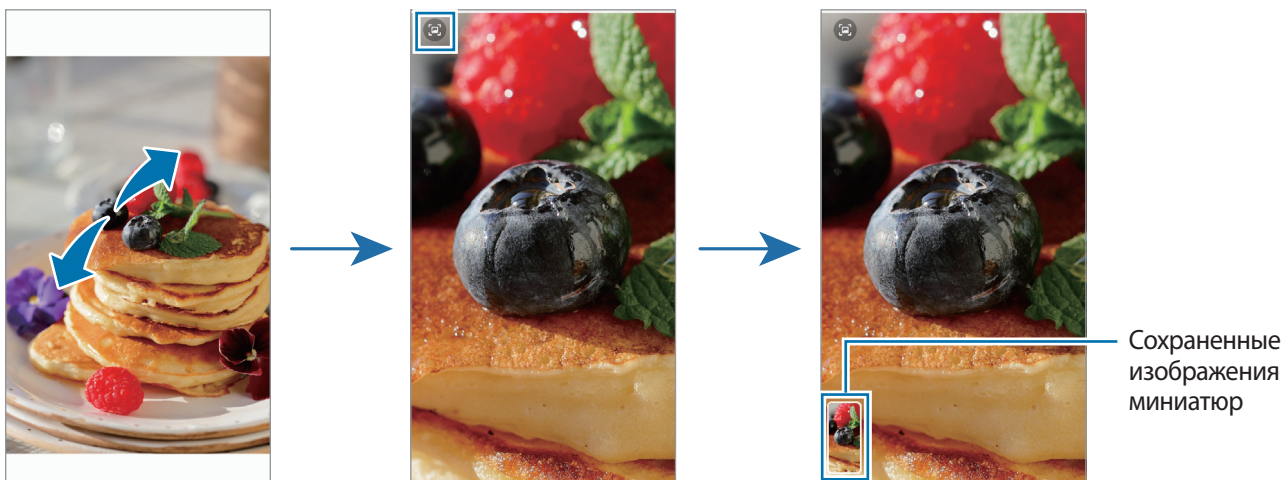 Сохраненные
изображения
миниатюр